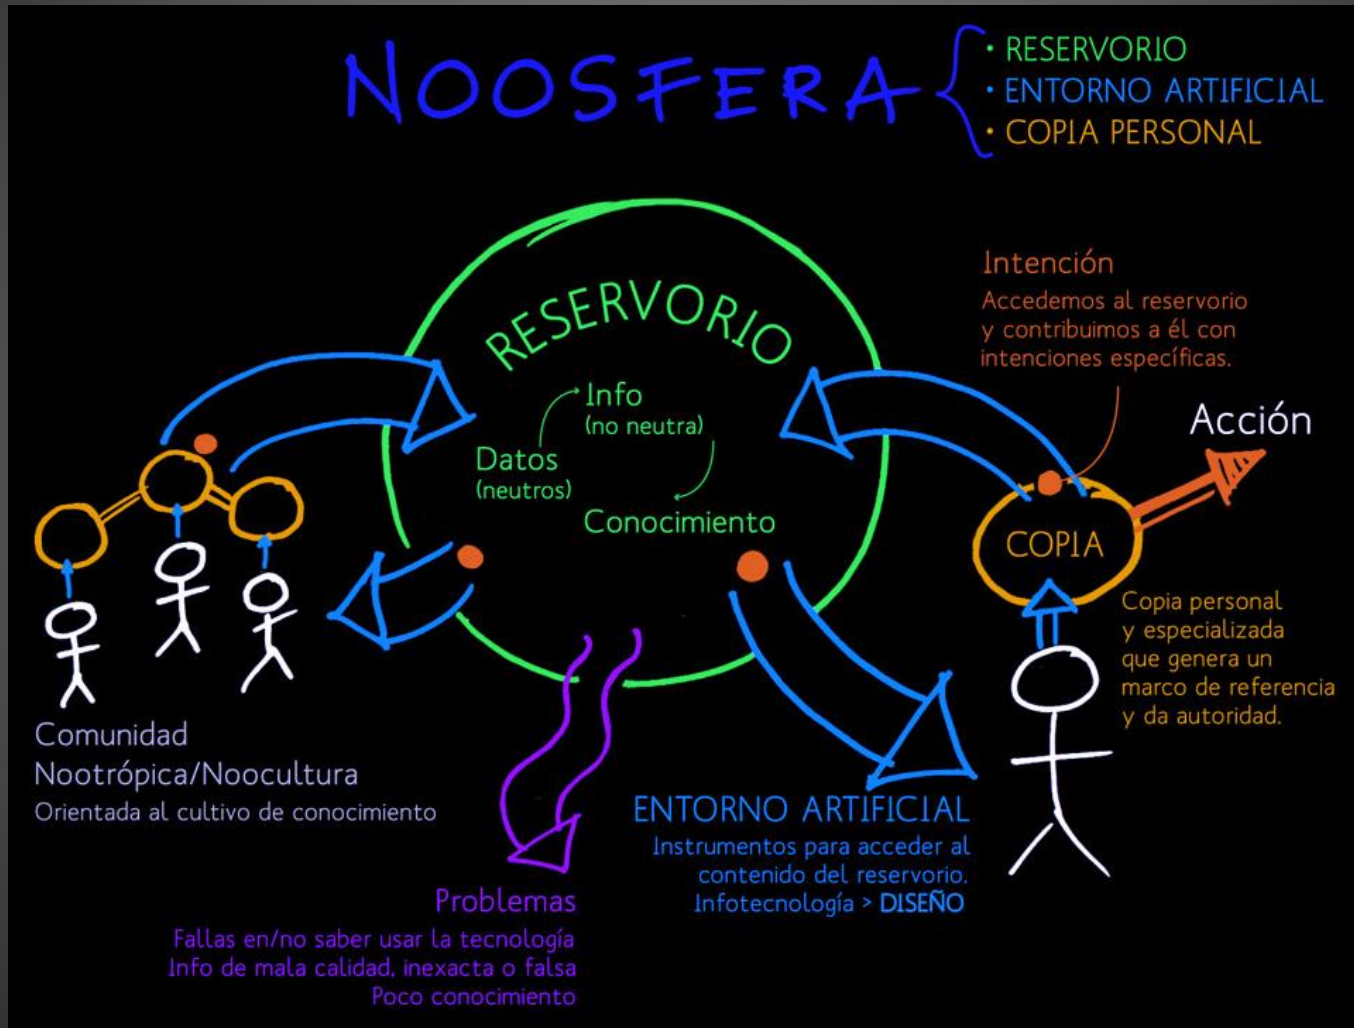 NOOSFERA
• RESERVORIO
• ENTORNO ARTIFICIAL
• COPIA PERSONAL
RESERVORIO
Info
(no neutra)
Datos
(neutros)
Conocimiento
Intención
Accedemos al reservorio
y contribuimos a él con
intenciones específicas.
Acción
COPIA
Copia personal
y especializada
que genera un
marco de referencia
y da autoridad.
Comunidad
Nootrópica/Noocultura
Orientada al cultivo de conocimiento
ENTORNO ARTIFICIAL
Instrumentos para acceder al
contenido del reservorio.
Infotecnología > DISEÑO
Problemas
Fallas en/no saber usar la tecnología
Info de mala calidad, inexacta o falsa
Poco conocimiento